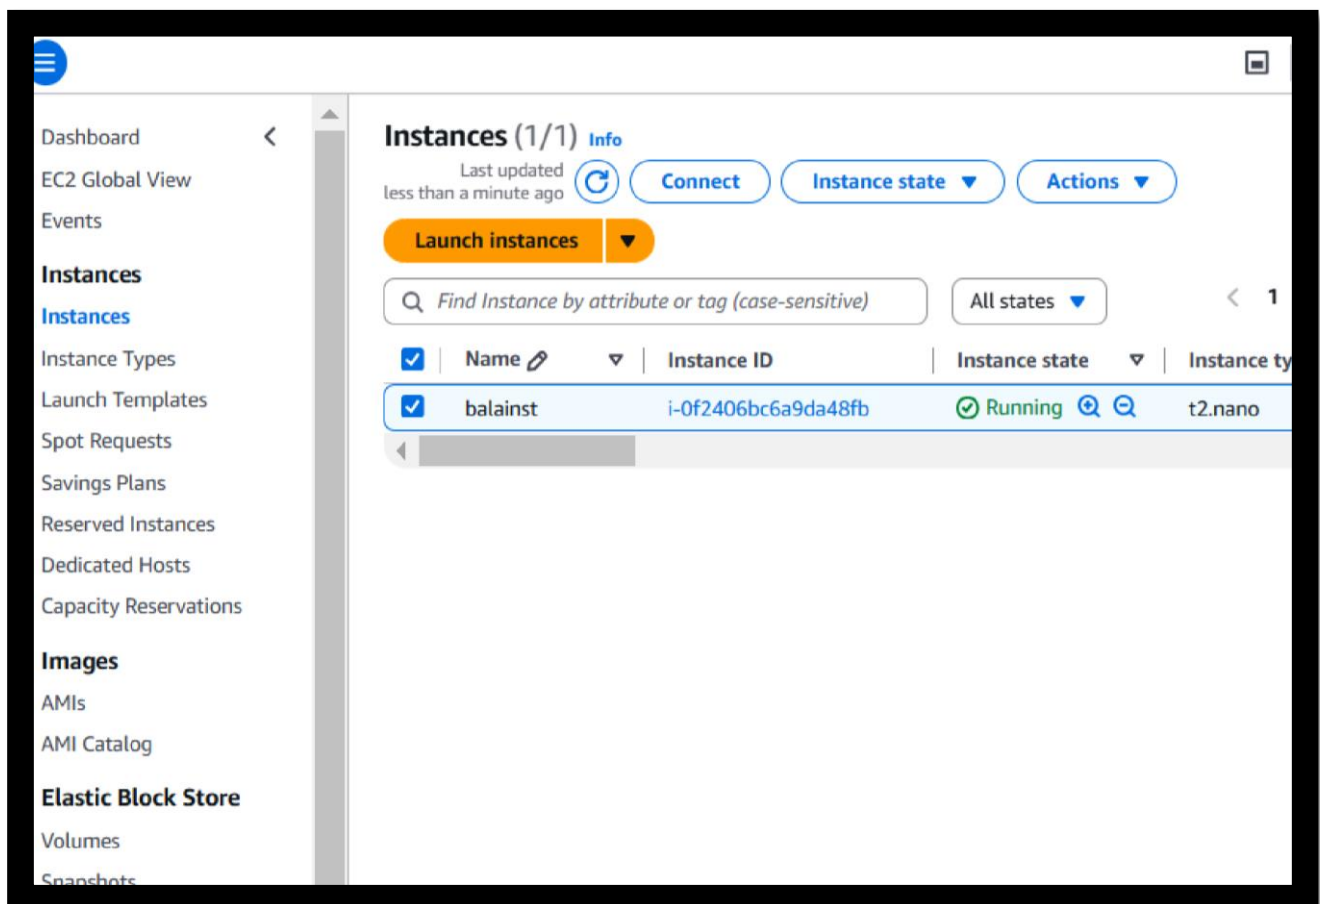 Dashboard
EC2 Global View
Events
Instances
Instances
Instance Types
Launch Templates
Spot Requests
Savings Plans
Reserved Instances
Dedicated Hosts
Capacity Reservations
Images
AMIs
AMI Catalog
Elastic Block Store
Volumes
Snapshots
Instances (1/1) Info
Last updated
less than a minute ago
Connect
Instance state
Actions
Launch instances
Find Instance by attribute or tag (case-sensitive)
All states
1
Name Instance ID Instance state Instance ty
balainst i-0f2406bc6a9da48fb Running t2.nano